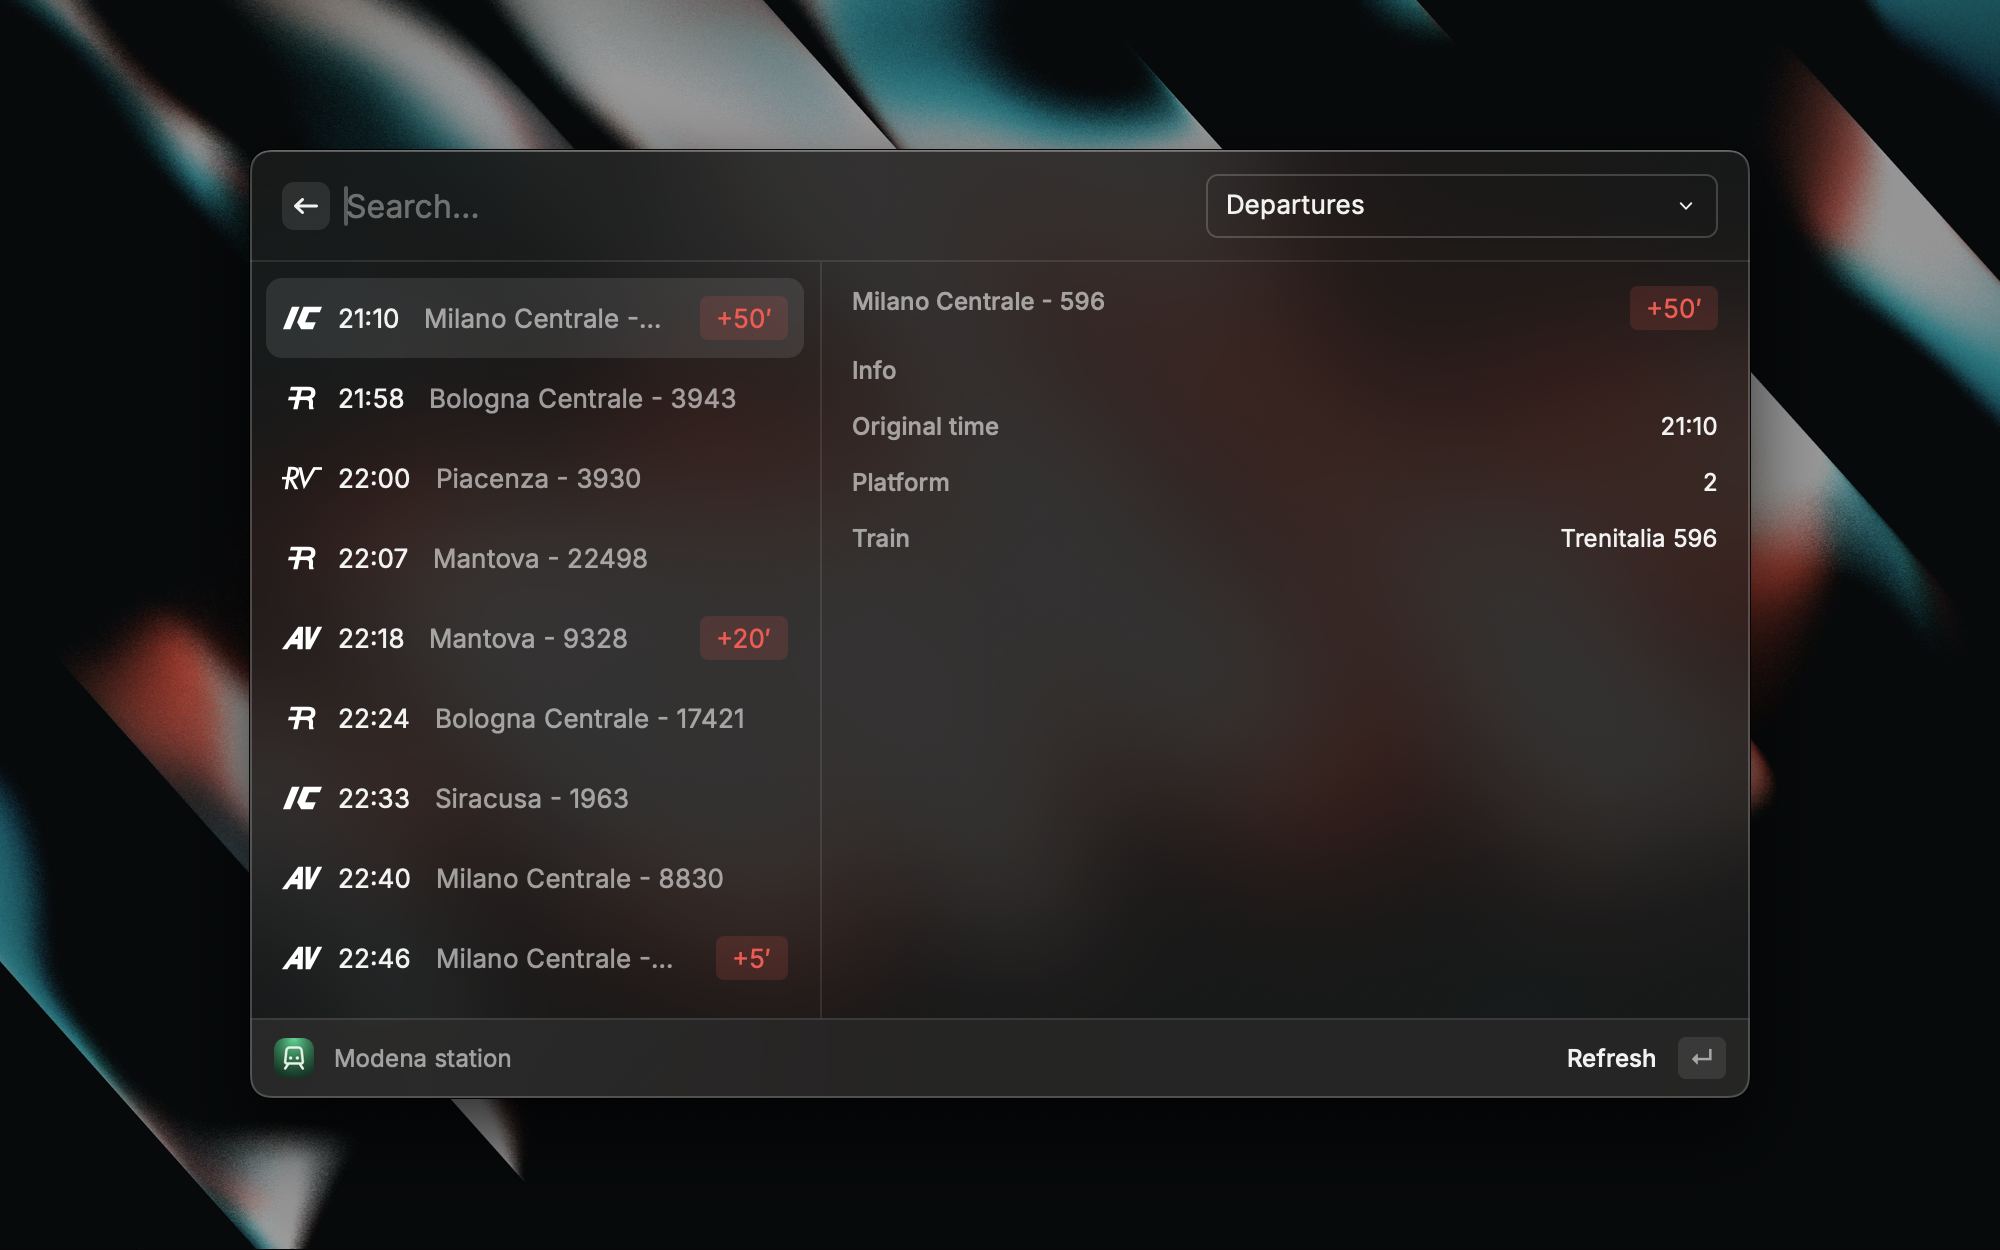 Search...
Departures
IC 21:10 Milano Centrale -... +50′
R 21:58 Bologna Centrale - 3943
RV 22:00 Piacenza - 3930
R 22:07 Mantova - 22498
AV 22:18 Mantova - 9328 +20′
R 22:24 Bologna Centrale - 17421
IC 22:33 Siracusa - 1963
AV 22:40 Milano Centrale - 8830
AV 22:46 Milano Centrale -... +5′
Milano Centrale - 596 +50′
Info
Original time 21:10
Platform 2
Train Trenitalia 596
Modena station
Refresh